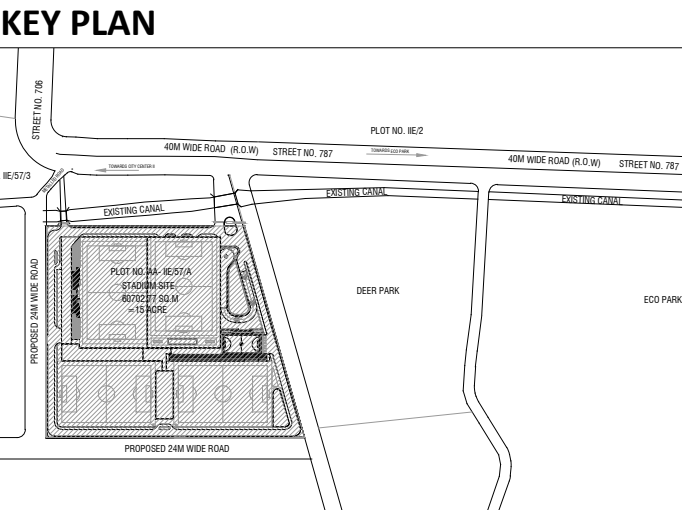 KEY PLAN
STREET NO. 706
PLOT NO. IIE/2
40M WIDE ROAD (R.O.W)
STREET NO. 787
TOWARDS ECO PARK
40M WIDE ROAD (R.O.W)
STREET NO. 787
TOWARDS CITY CENTER II
IIE/57/3
EXISTING CANAL
EXISTING CANAL
EXISTING CANAL
PLOT NO. AA- IIE/57/A
STADIUM SITE
60702.77 SQ.M
=15 ACRE
DEER PARK
ECO PARK
PROPOSED 24M WIDE ROAD
PROPOSED 24M WIDE ROAD